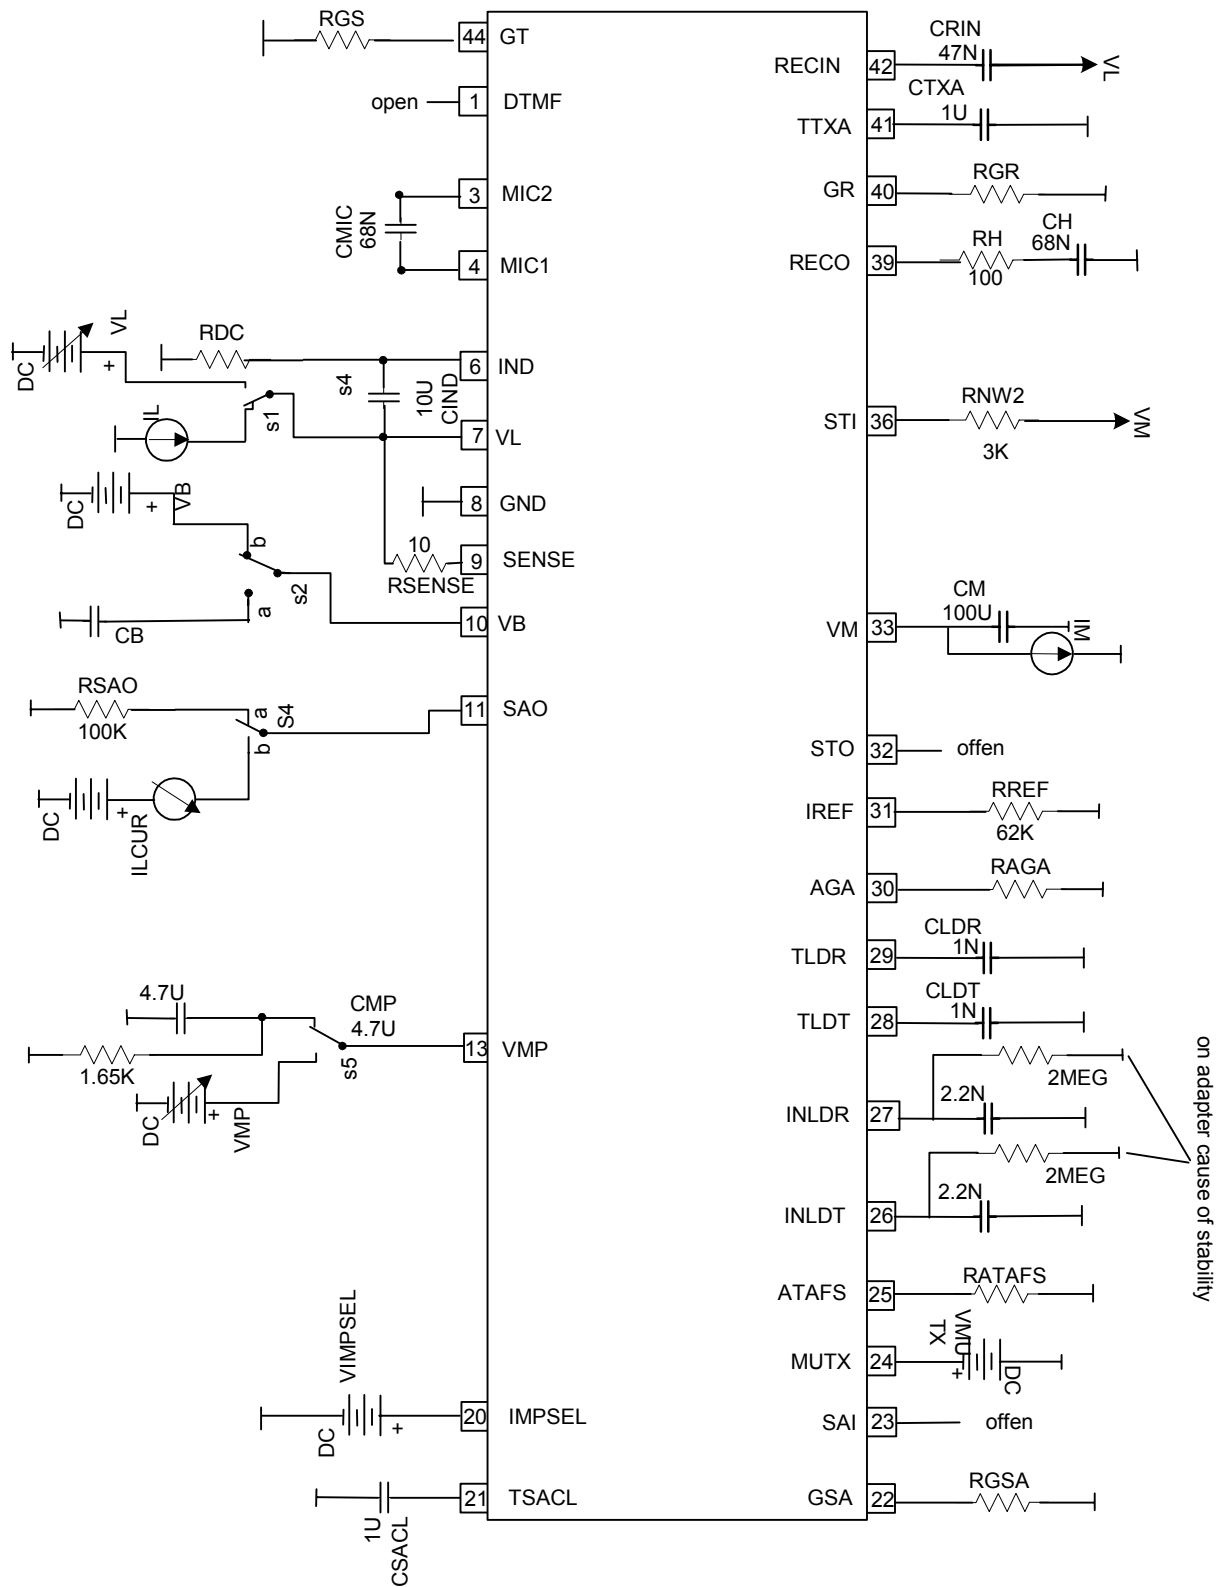 RGS
44
GT
open
1
DTMF
3
MIC2
CMIC
68N
4
MIC1
VL
DC
+
RDC
6
IND
s4
10U
CIND
s1
IL
7
VL
DC
+
VB
8
GND
10
RSENSE
9
SENSE
b
s2
a
CB
10
VB
RSAO
100K
a
S4
b
11
SAO
DC
+
ILCUR
4.7U
CMP
4.7U
1.65K
s5
13
VMP
DC
+
VMP
VIMPSEL
DC
+
20
IMPSEL
1U
CSACL
21
TSACL
RECIN
42
CRIN
47N
VL
TTXA
41
CTXA
1U
GR
40
RGR
RECO
39
RH
100
CH
68N
STI
36
RNW2
3K
VM
VM
33
CM
100U
IM
STO
32
offen
IREF
31
RREF
62K
AGA
30
RAGA
TLDR
29
CLDR
1N
TLDT
28
CLDT
1N
INLDR
27
2MEG
2.2N
INLDT
26
2MEG
2.2N
on adapter cause of stability
ATAFS
25
RATAFS
MUTX
24
VMU
TX
+
DC
SAI
23
offen
GSA
22
RGSA